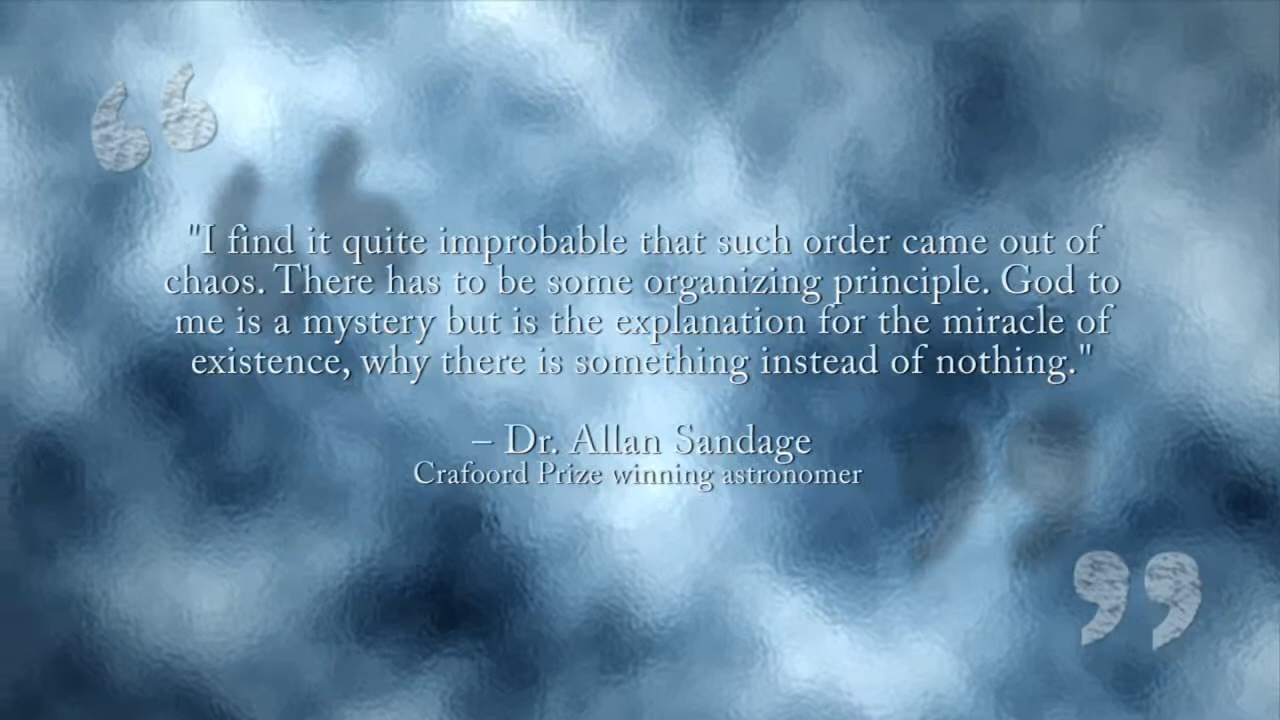 "I find it quite improbable that such order came out of
chaos. There has to be some organizing principle. God to
me is a mystery but is the explanation for the miracle of
existence, why there is something instead of nothing."
– Dr. Allan Sandage
Crafoord Prize winning astronomer